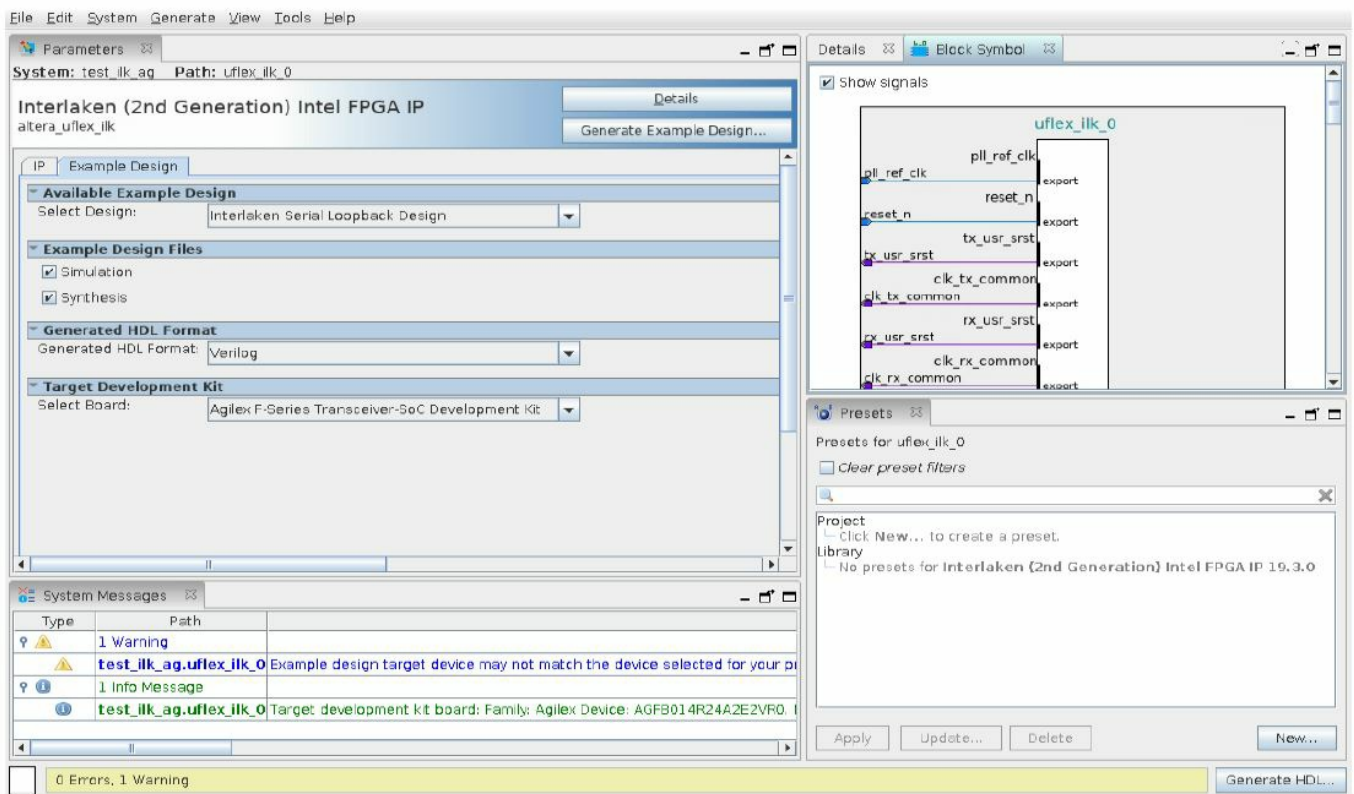 File Edit System Generate View Tools Help
Parameters
System: test_ilk_ag Path: uflex_ilk_0
Interlaken (2nd Generation) Intel FPGA IP
altera_uflex_ilk
Details
Generate Example Design...
IP Example Design
Available Example Design
Select Design: Interlaken Serial Loopback Design
Example Design Files
Simulation
Synthesis
Generated HDL Format
Generated HDL Format: Verilog
Target Development Kit
Select Board: Agilex F-Series Transceiver-SoC Development Kit
System Messages
Type Path
1 Warning
test_ilk_ag.uflex_ilk_0 Example design target device may not match the device selected for your
1 Info Message
test_ilk_ag.uflex_ilk_0 Target development kit board: Family: Agilex Device: AGFB014R24A2E2VR0.
0 Errors, 1 Warning
Details Block Symbol
Show signals
uflex_ilk_0
pll_ref_clk
pll_ref_clk
export
reset_n
reset_n
export
tx_usr_srst
tx_usr_srst
export
clk_tx_common
clk_tx_common
export
rx_usr_srst
rx_usr_srst
export
clk_rx_common
clk_rx_common
export
Presets
Presets for uflex_ilk_0
Clear preset filters
Project
Click New... to create a preset.
Library
No presets for Interlaken (2nd Generation) Intel FPGA IP 19.3.0
Apply Update... Delete New...
Generate HDL...